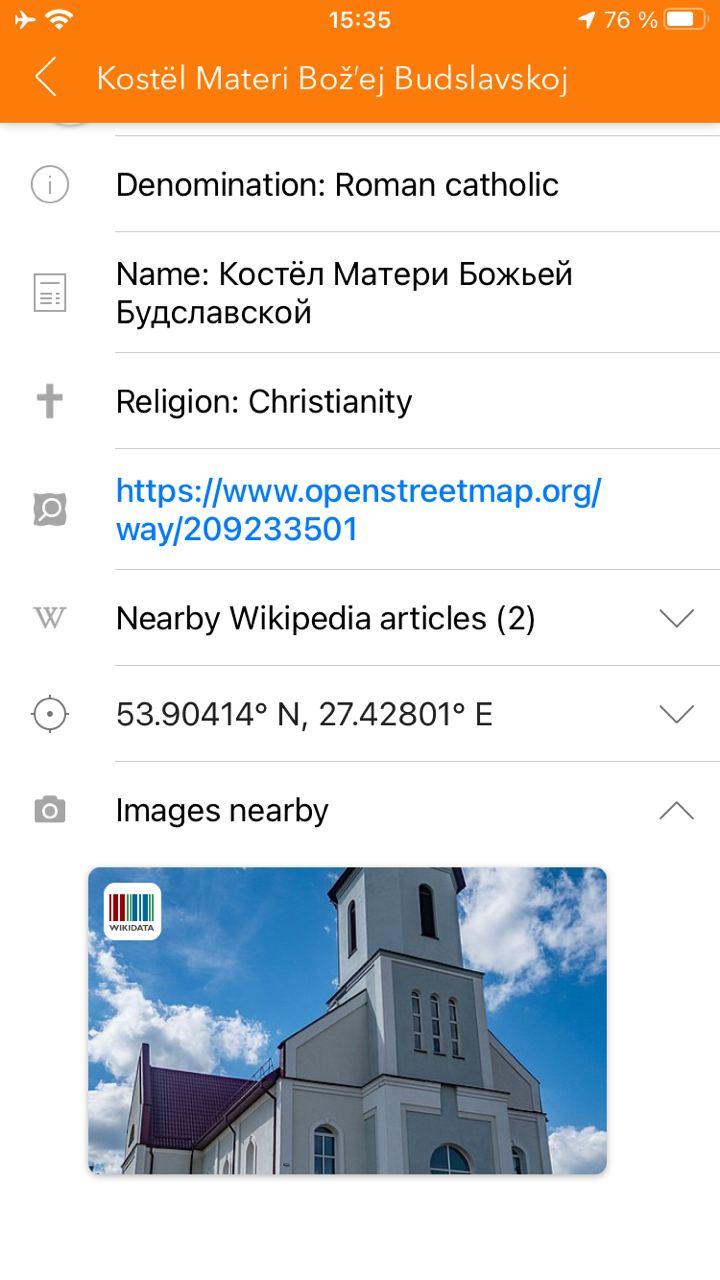 15:35
76 %
Kostël Materi Bož'ej Budslavskoj
Denomination: Roman catholic
Name: Костёл Матери Божьей
Будславской
Religion: Christianity
https://www.openstreetmap.org/
way/209233501
W
Nearby Wikipedia articles (2)
53.90414° N, 27.42801° E
Images nearby
WIKIDATA